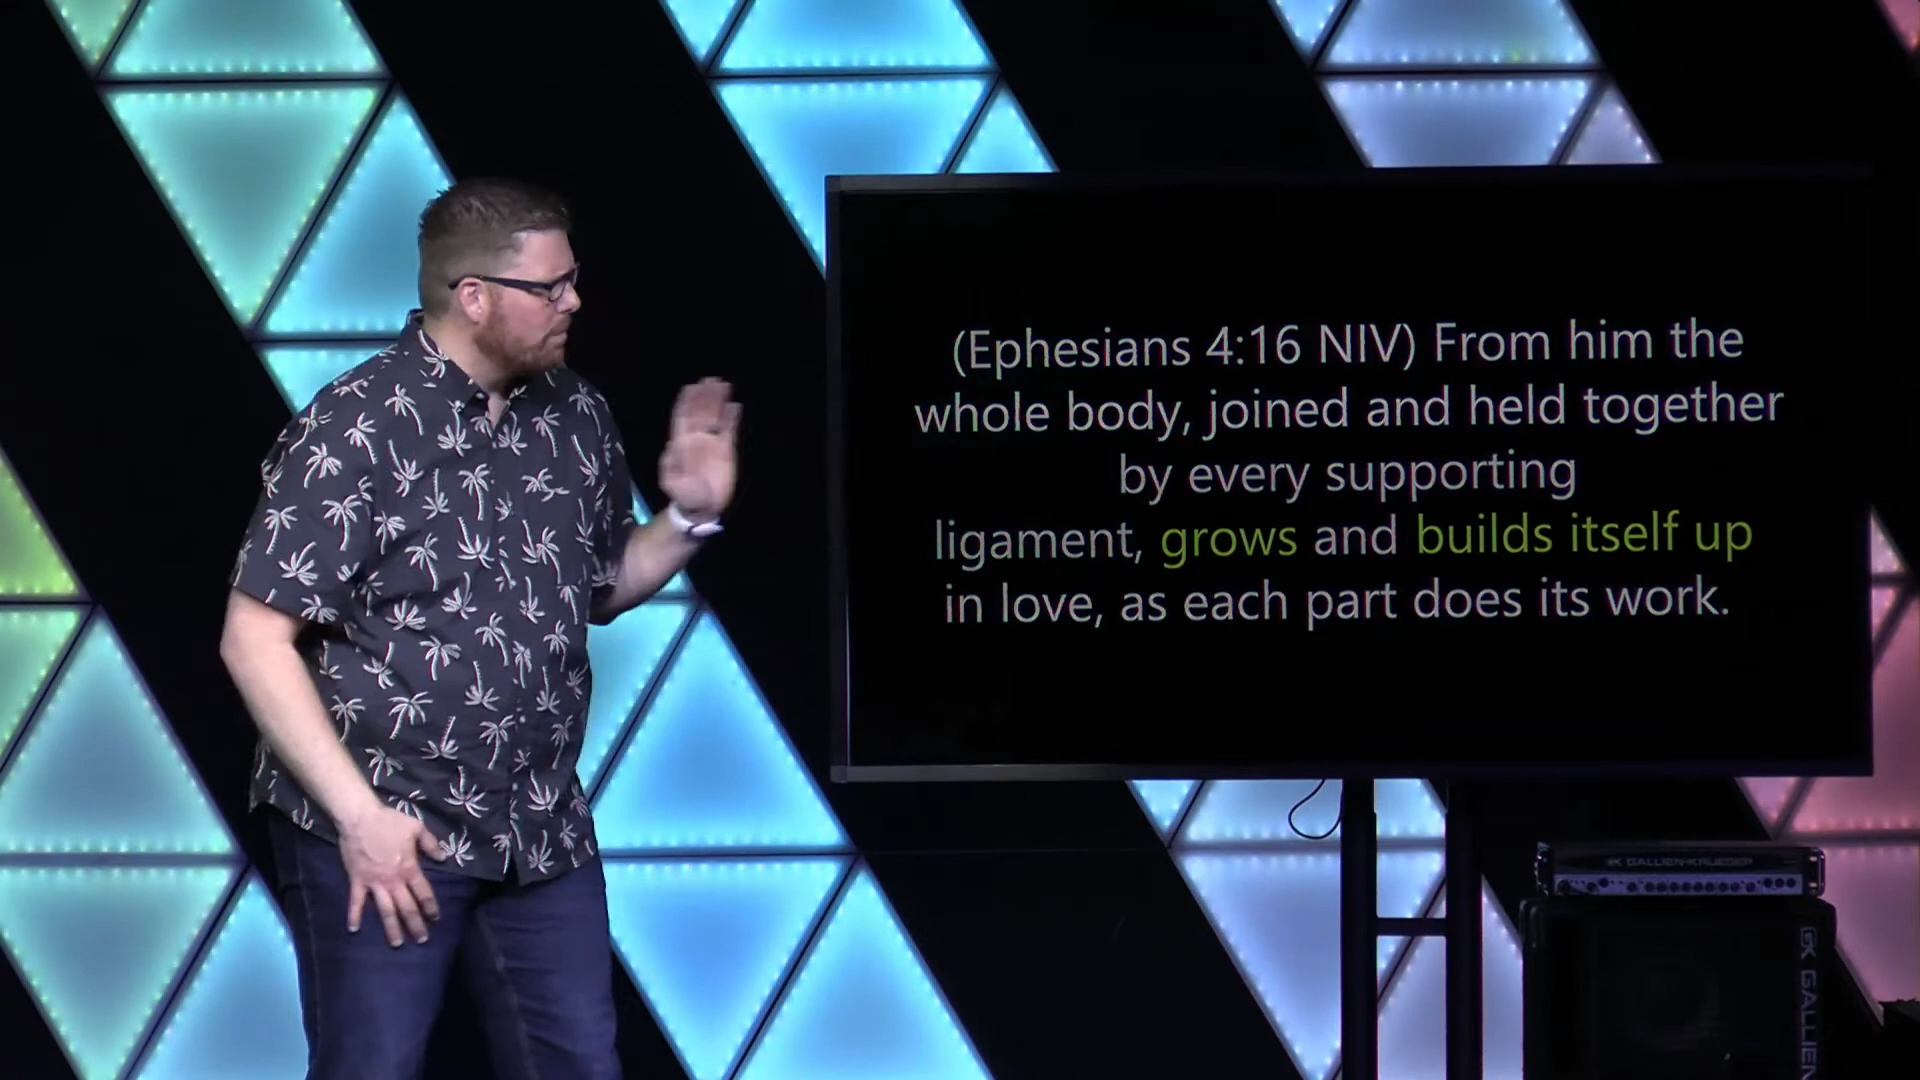 (Ephesians 4:16 NIV) From him the
whole body, joined and held together
by every supporting
ligament, grows and builds itself up
in love, as each part does its work.
GALLIEN-KRUEGER
GK GALLIEN